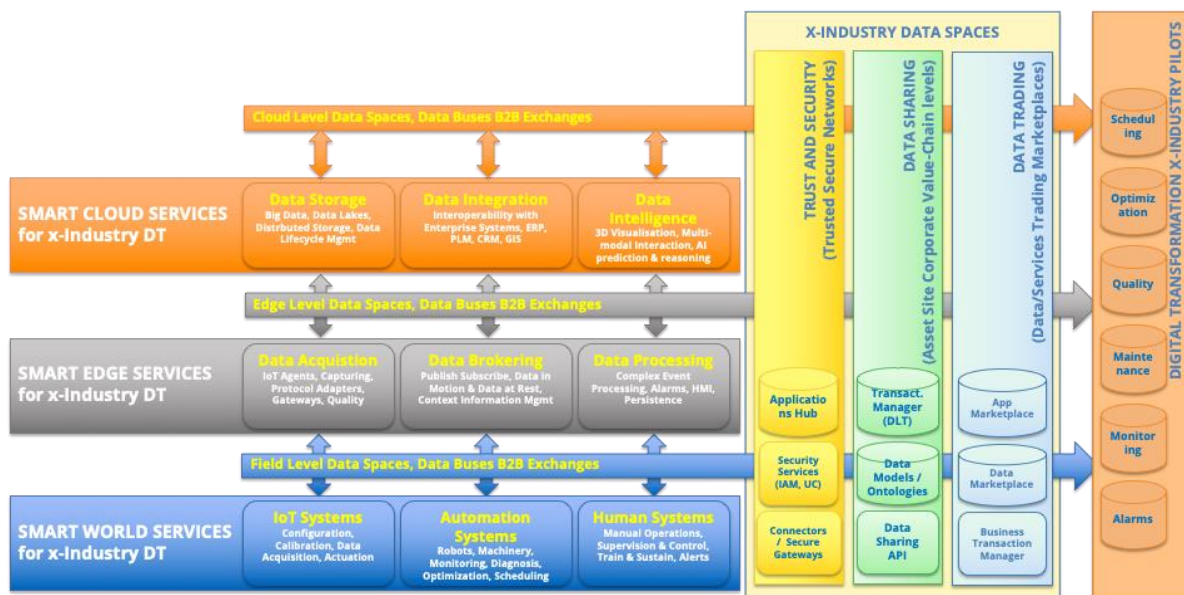 X-INDUSTRY DATA SPACES
TRUST AND SECURITY
(Trusted Secure Networks)
DATA SHARING
(Asset Site Corporate Value-Chain levels)
DATA TRADING
(Data/Services Trading Marketplaces)
DIGITAL TRANSFORMATION X-INDUSTRY PILOTS
Cloud Level Data Spaces, Data Buses B2B Exchanges
SMART CLOUD SERVICES
for x-Industry DT
Data Storage
Big Data, Data Lakes,
Distributed Storage, Data
Lifecycle Mgmt
Data Integration
Interoperability with
Enterprise Systems, ERP,
PLM, CRM, GIS
Data
Intelligence
3D Visualisation, Multi-
modal Interaction, AI
prediction & reasoning
Edge Level Data Spaces, Data Buses B2B Exchanges
SMART EDGE SERVICES
for x-Industry DT
Data Acquistion
IoT Agents, Capturing,
Protocol Adapters,
Gateways, Quality
Data Brokering
Publish Subscribe, Data in
Motion & Data at Rest,
Context Information Mgmt
Data Processing
Complex Event
Processing, Alarms, HMI,
Persistence
Field Level Data Spaces, Data Buses B2B Exchanges
SMART WORLD SERVICES
for x-Industry DT
IoT Systems
Configuration,
Calibration, Data
Acquisition, Actuation
Automation
Systems
Robots, Machinery,
Monitoring, Diagnosis,
Optimization, Scheduling
Human Systems
Manual Operations,
Supervision & Control,
Train & Sustain, Alerts
Applicatio
ns Hub
Security
Services
(IAM, UC)
Connectors
/ Secure
Gateways
Transact.
Manager
(DLT)
Data
Models /
Ontologies
Data
Sharing
API
App
Marketplace
Data
Marketplace
Business
Transaction
Manager
Schedul
ing
Optimiz
ation
Quality
Mainte
nance
Monitor
ing
Alarms